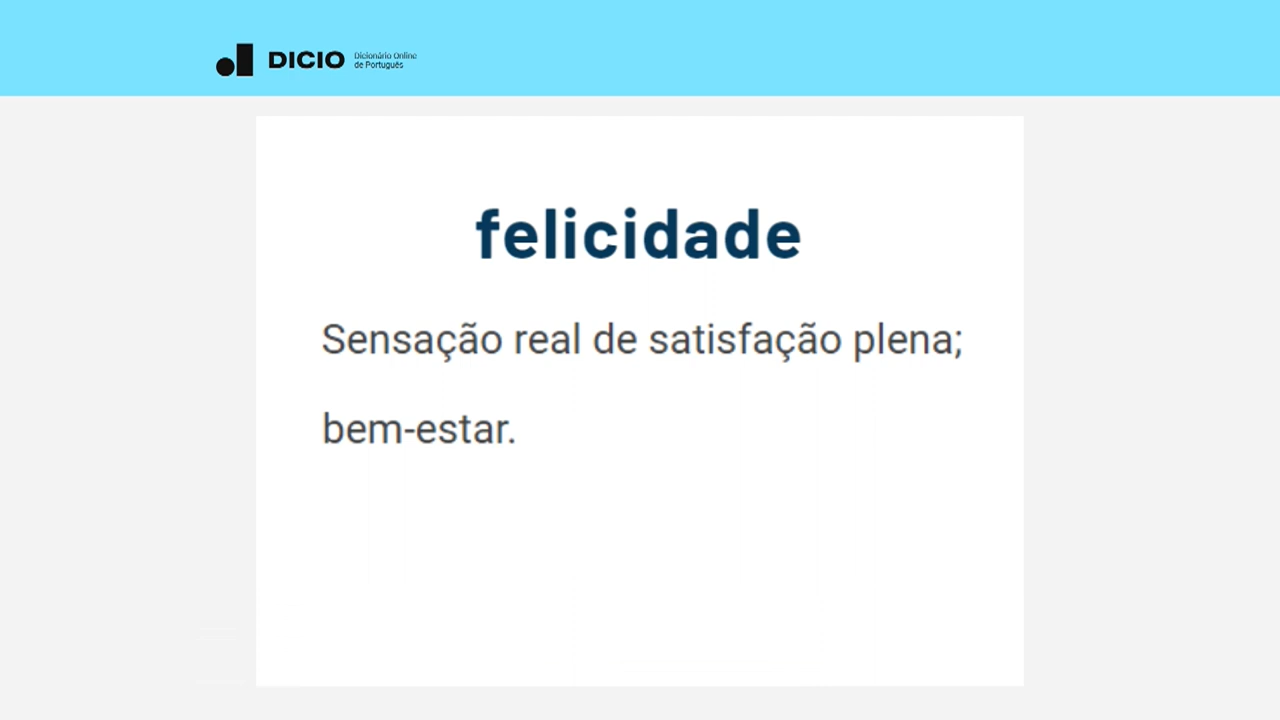 DICIO
Dicionário Online
de Português
felicidade
Sensação real de satisfação plena;
bem-estar.